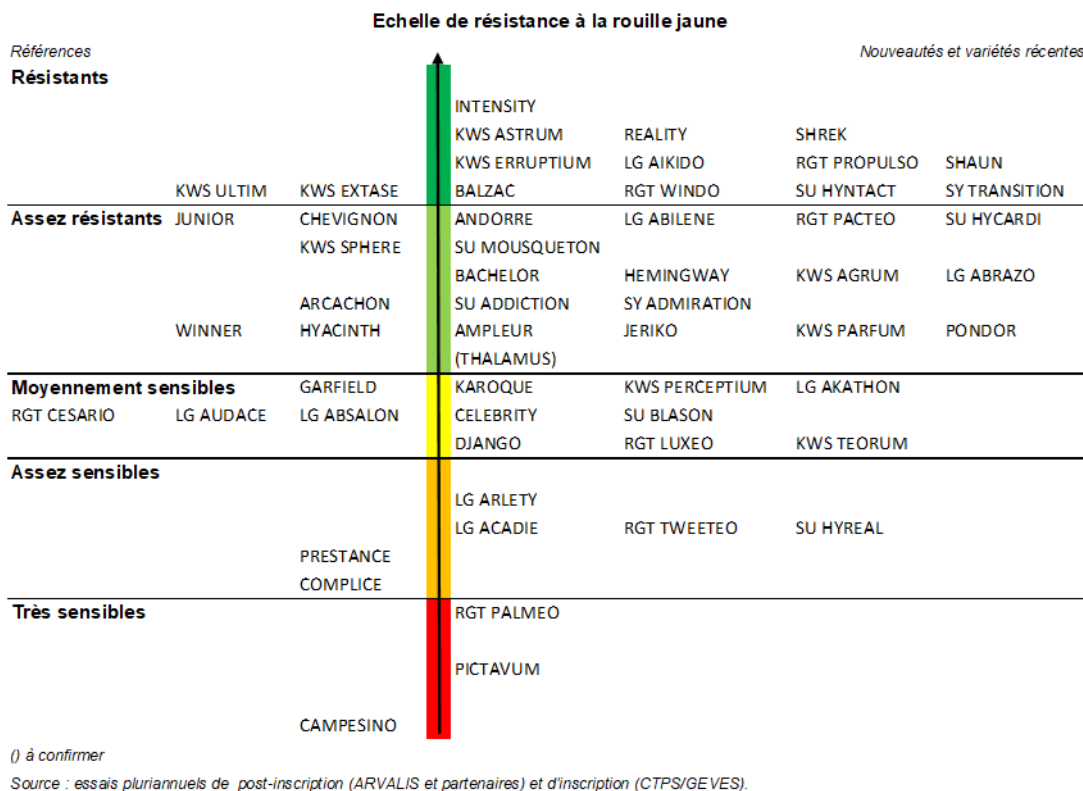 Echelle de résistance à la rouille jaune
Références Nouveautés et variétés récentes
Résistants
INTENSITY
KWS ASTRUM REALITY SHREK
KWS ERRUPTIUM LG AIKIDO RGT PROPULSO SHAUN
KWS ULTIM KWS EXTASE BALZAC RGT WINDO SU HYNTACT SY TRANSITION
Assez résistants JUNIOR CHEVIGNON ANDORRE LG ABILENE RGT PACTEO SU HYCARDI
KWS SPHERE SU MOUSQUETON
BACHELOR HEMINGWAY KWS AGRUM LG ABRAZO
ARCACHON SU ADDICTION SY ADMIRATION
WINNER HYACINTH AMPLEUR JERIKO KWS PARFUM PONDOR
(THALAMUS)
Moyennement sensibles GARFIELD KAROQUE KWS PERCEPTIUM LG AKATHON
RGT CESARIO LG AUDACE LG ABSALON CELEBRITY SU BLASON
DJANGO RGT LUXEO KWS TEORUM
Assez sensibles
LG ARLETY
LG ACADIE RGT TWEETEO SU HYREAL
PRESTANCE
COMPLICE
Très sensibles RGT PALMEO
PICTAVUM
CAMPESINO
() à confirmer
Source : essais pluriannuels de post-inscription (ARVALIS et partenaires) et d'inscription (CTPS/GEVES).